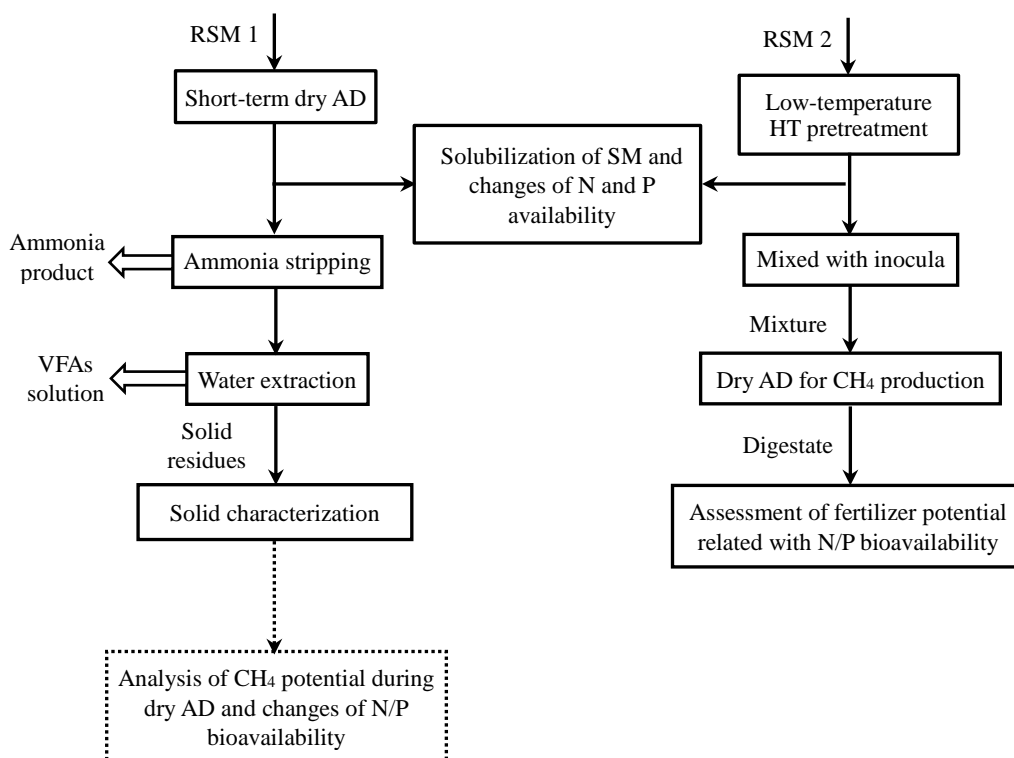 RSM 1
Short-term dry AD
Ammonia
product
Ammonia stripping
VFAs
solution
Water extraction
Solid
residues
Solid characterization
Analysis of CH₄ potential during
dry AD and changes of N/P
bioavailability
Solubilization of SM and
changes of N and P
availability
RSM 2
Low-temperature
HT pretreatment
Mixed with inocula
Mixture
Dry AD for CH₄ production
Digestate
Assessment of fertilizer potential
related with N/P bioavailability